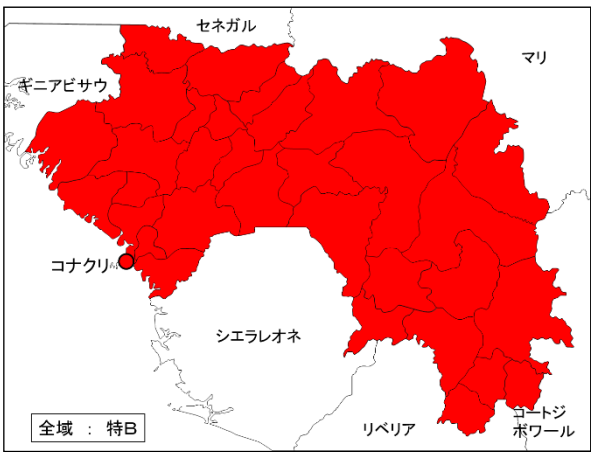 セネガル
マリ
ギニアビサウ
コナクリ
シエラレオネ
リベリア
コートジ
ボワール
全域 : 特B